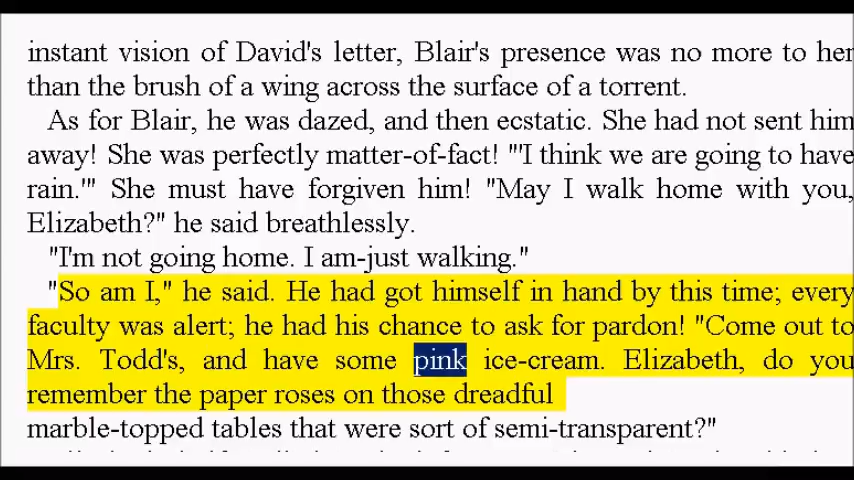 instant vision of David's letter, Blair's presence was no more to her
than the brush of a wing across the surface of a torrent.
As for Blair, he was dazed, and then ecstatic. She had not sent him
away! She was perfectly matter-of-fact! "'I think we are going to have
rain.'" She must have forgiven him! "May I walk home with you,
Elizabeth?" he said breathlessly.
"I'm not going home. I am-just walking."
"So am I," he said. He had got himself in hand by this time; every
faculty was alert; he had his chance to ask for pardon! "Come out to
Mrs. Todd's, and have some pink ice-cream. Elizabeth, do you
remember the paper roses on those dreadful
marble-topped tables that were sort of semi-transparent?"